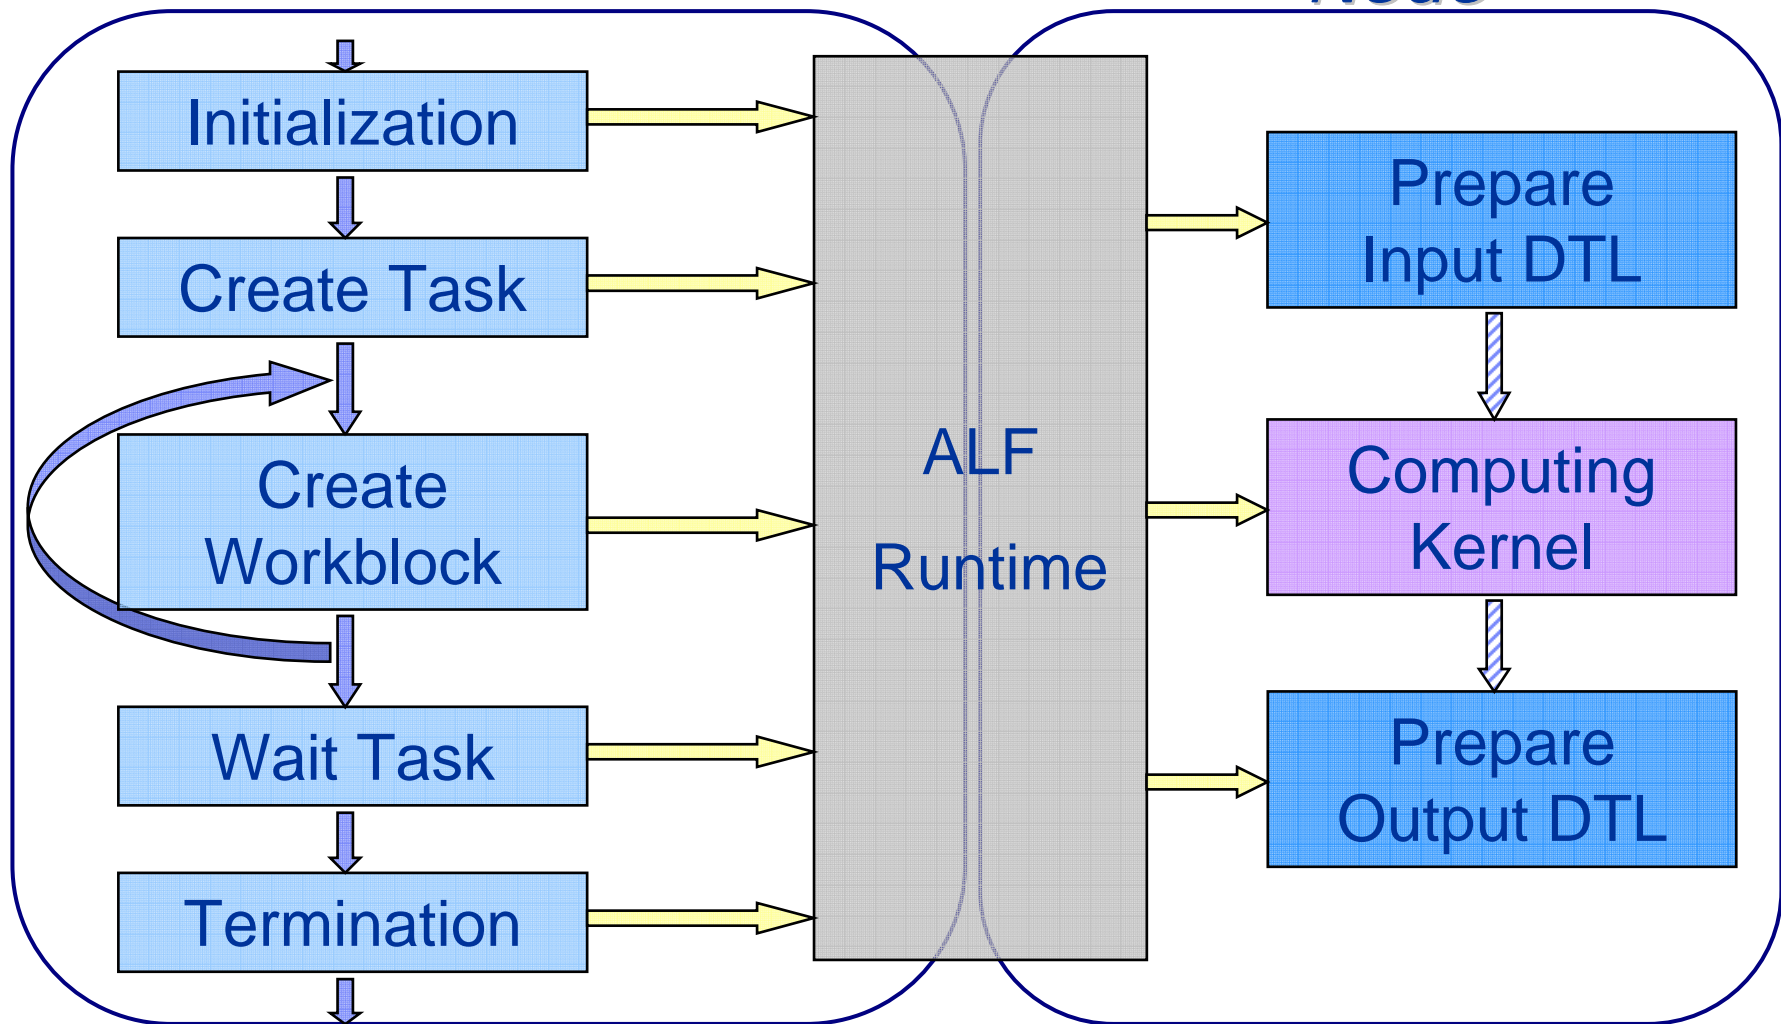 Initialization
Create Task
Create
Workblock
Wait Task
Termination
ALF
Runtime
Prepare
Input DTL
Computing
Kernel
Prepare
Output DTL